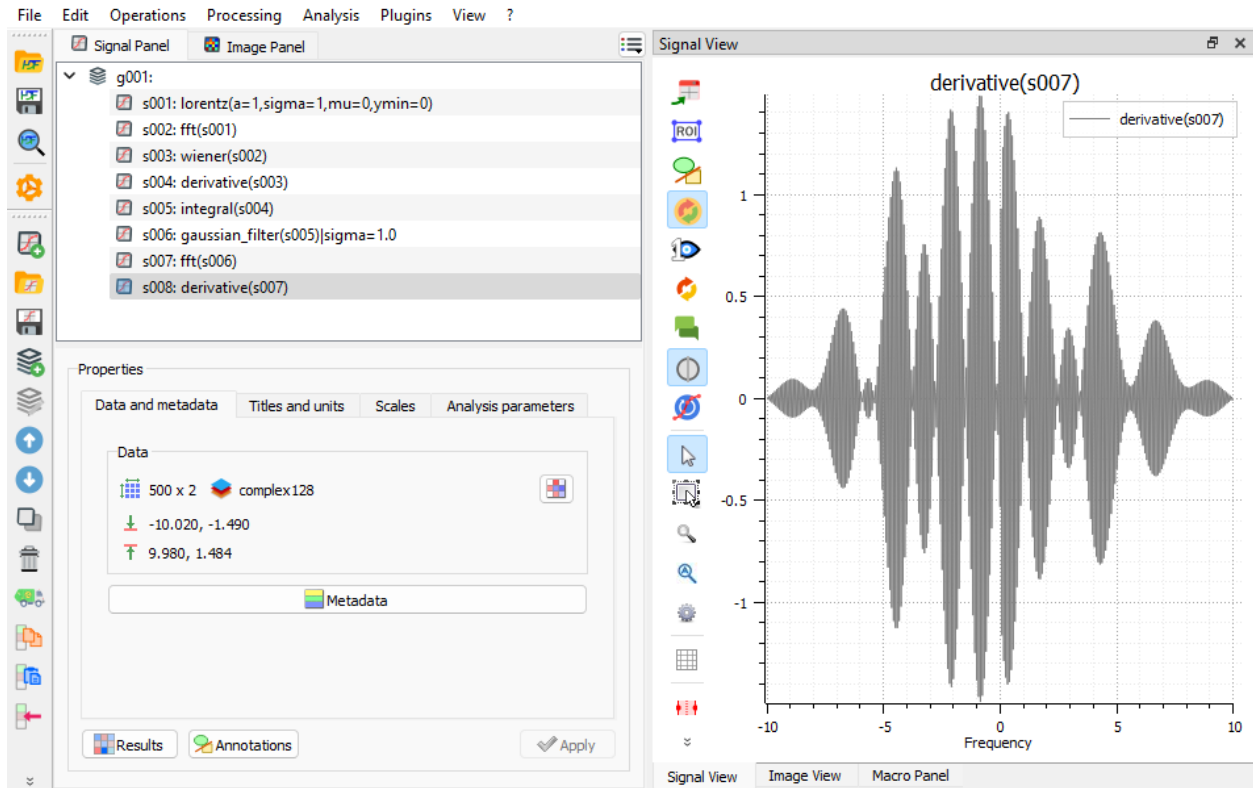 File Edit Operations Processing Analysis Plugins View ?
Signal Panel Image Panel
g001:
s001: lorentz(a=1,sigma=1,mu=0,ymin=0)
s002: fft(s001)
s003: wiener(s002)
s004: derivative(s003)
s005: integral(s004)
s006: gaussian_filter(s005)|sigma=1.0
s007: fft(s006)
s008: derivative(s007)
Properties
Data and metadata Titles and units Scales Analysis parameters
Data
500 x 2 complex128
-10.020, -1.490
9.980, 1.484
Metadata
Results Annotations Apply
Signal View
ROI
derivative(s007)
derivative(s007)
1
0.5
0
-0.5
-1
-10 -5 0 5 10
Frequency
Signal View Image View Macro Panel